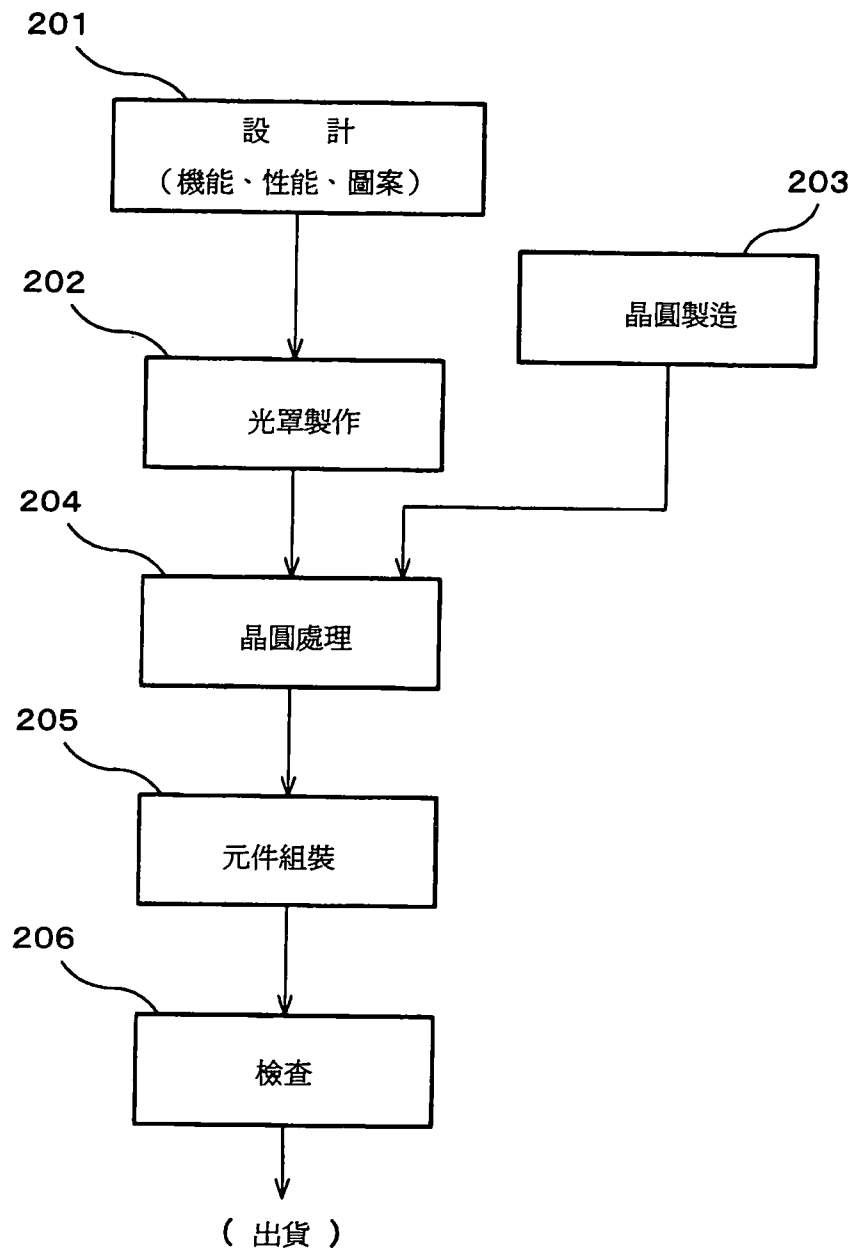 201
設 計
（機能、性能、圖案）
203
晶圓製造
202
光罩製作
204
晶圓處理
205
元件組裝
206
檢查
( 出貨 )